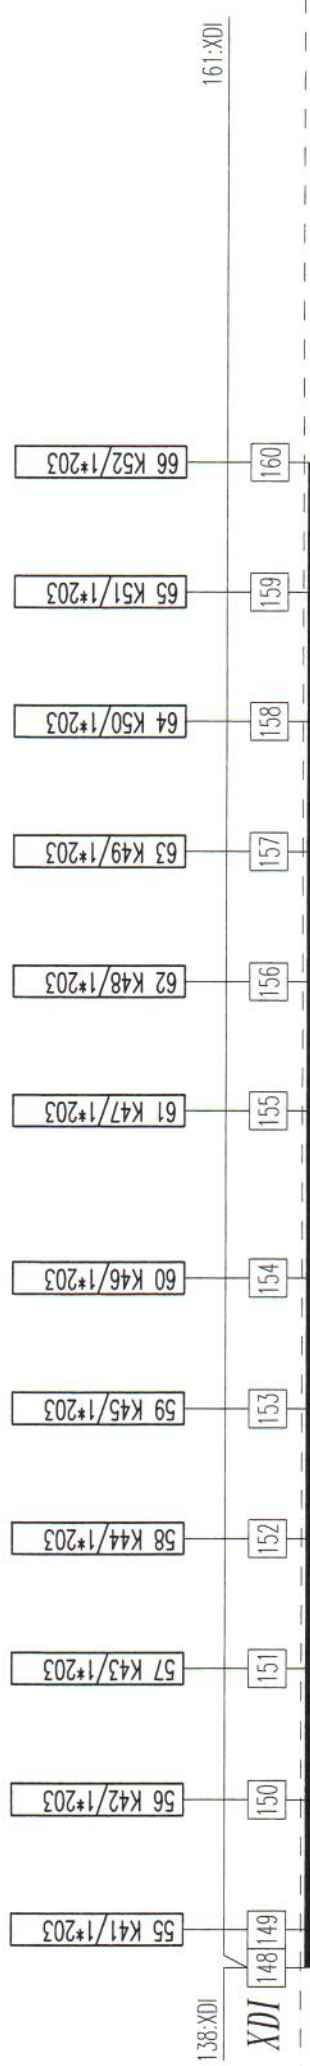 161:XDI
66 K52/1*203
160
65 K51/1*203
159
64 K50/1*203
158
63 K49/1*203
157
62 K48/1*203
156
61 K47/1*203
155
60 K46/1*203
154
59 K45/1*203
153
58 K44/1*203
152
57 K43/1*203
151
56 K42/1*203
150
55 K41/1*203
149
148
138:XDI
XDI